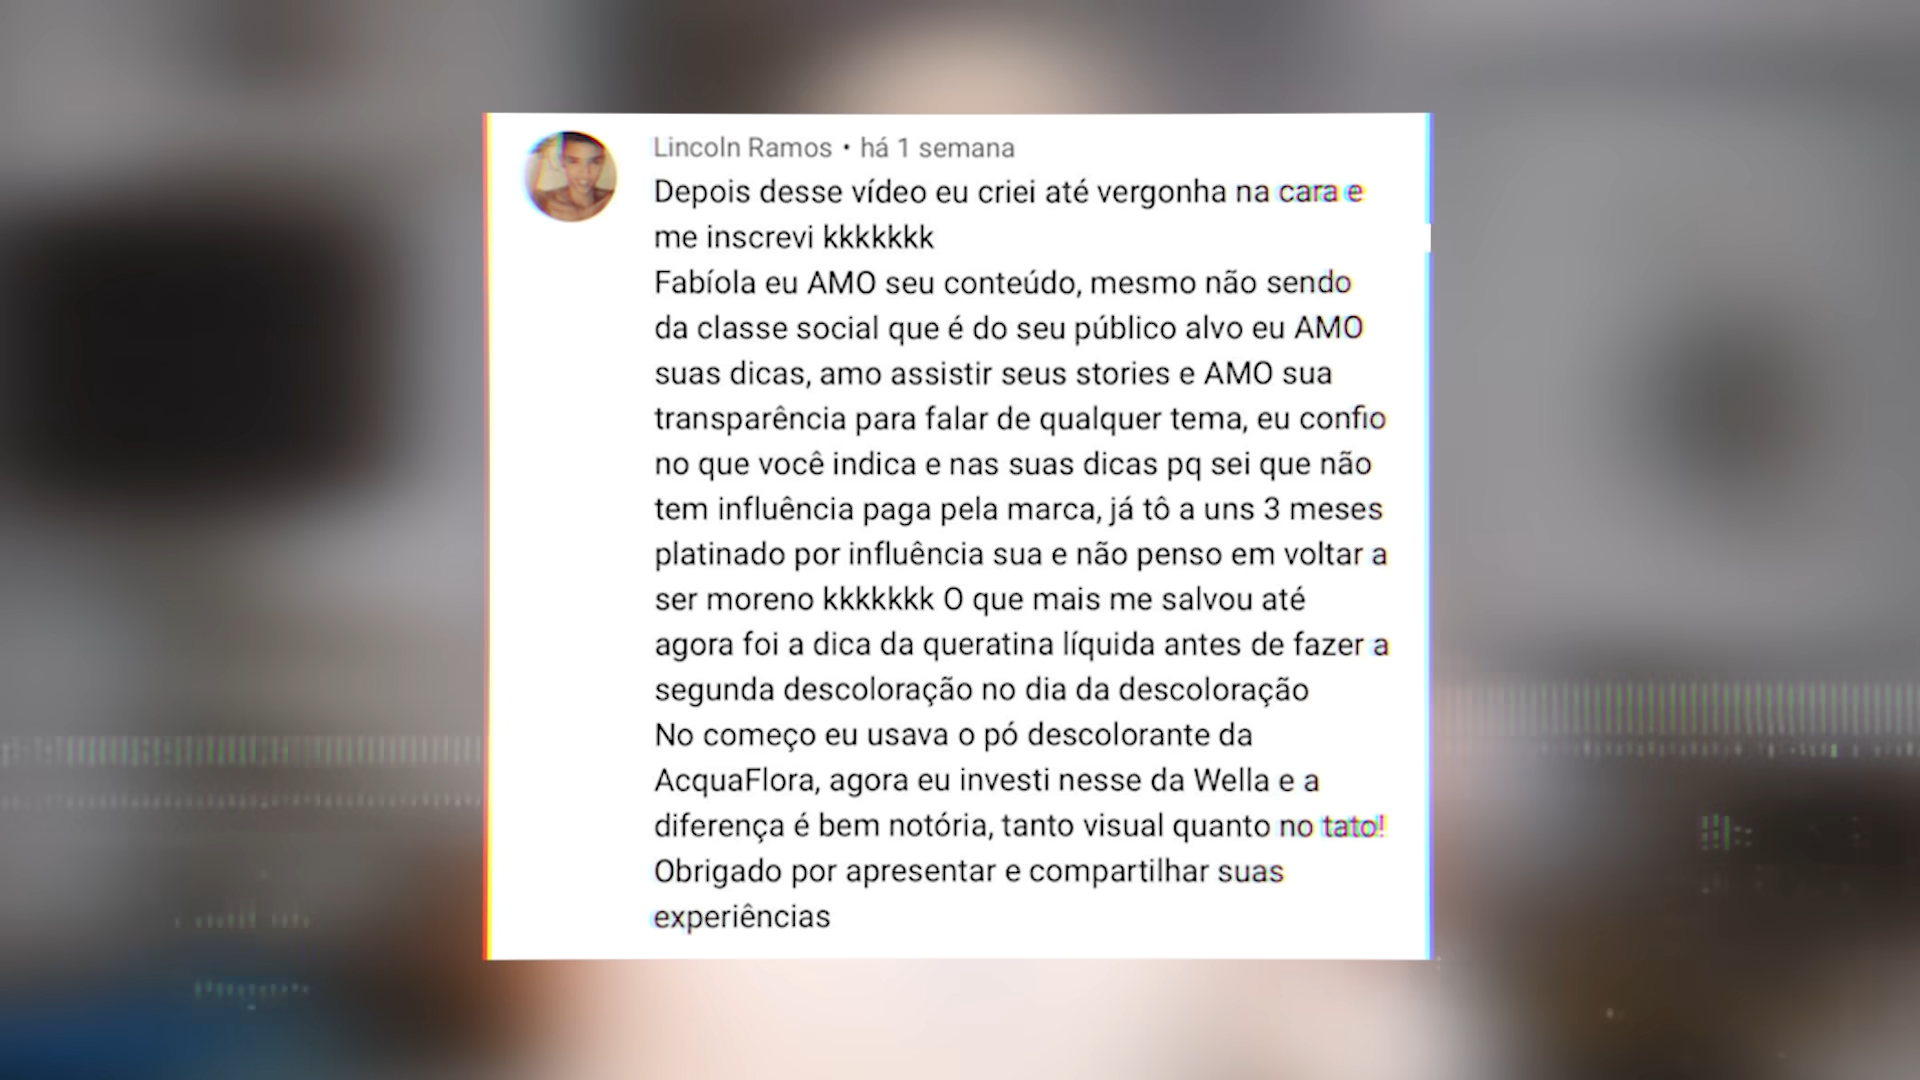 Lincoln Ramos • há 1 semana
Depois desse vídeo eu criei até vergonha na cara e
me inscrevi kkkkkkk
Fabíola eu AMO seu conteúdo, mesmo não sendo
da classe social que é do seu público alvo eu AMO
suas dicas, amo assistir seus stories e AMO sua
transparência para falar de qualquer tema, eu confio
no que você indica e nas suas dicas pq sei que não
tem influência paga pela marca, já tô a uns 3 meses
platinado por influência sua e não penso em voltar a
ser moreno kkkkkkk O que mais me salvou até
agora foi a dica da queratina líquida antes de fazer a
segunda descoloração no dia da descoloração
No começo eu usava o pó descolorante da
AcquaFlora, agora eu investi nesse da Wella e a
diferença é bem notória, tanto visual quanto no tato!
Obrigado por apresentar e compartilhar suas
experiências